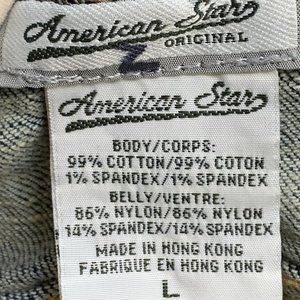 American Star
ORIGINAL
American Star
BODY/CORPS:
99% COTTON/99% COTON
1% SPANDEX/1% SPANDEX
BELLY/VENTRE:
86% NYLON/86% NYLON
14% SPANDEX/14% SPANDEX
MADE IN HONG KONG
FABRIQUE EN HONG KONG
L